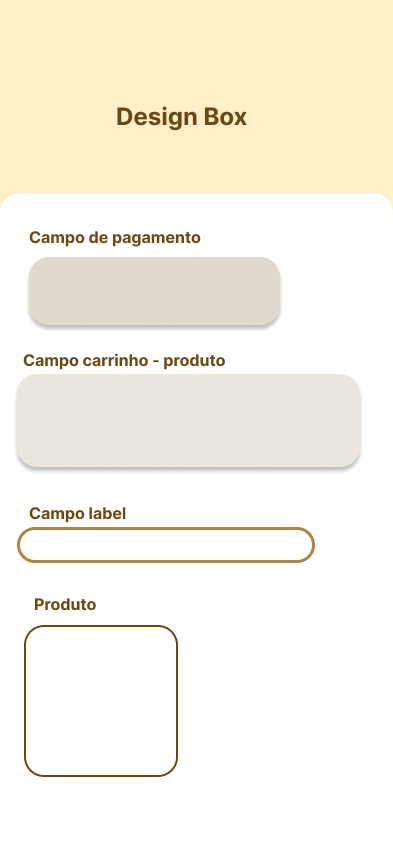 Design Box
Campo de pagamento
Campo carrinho - produto
Campo label
Produto